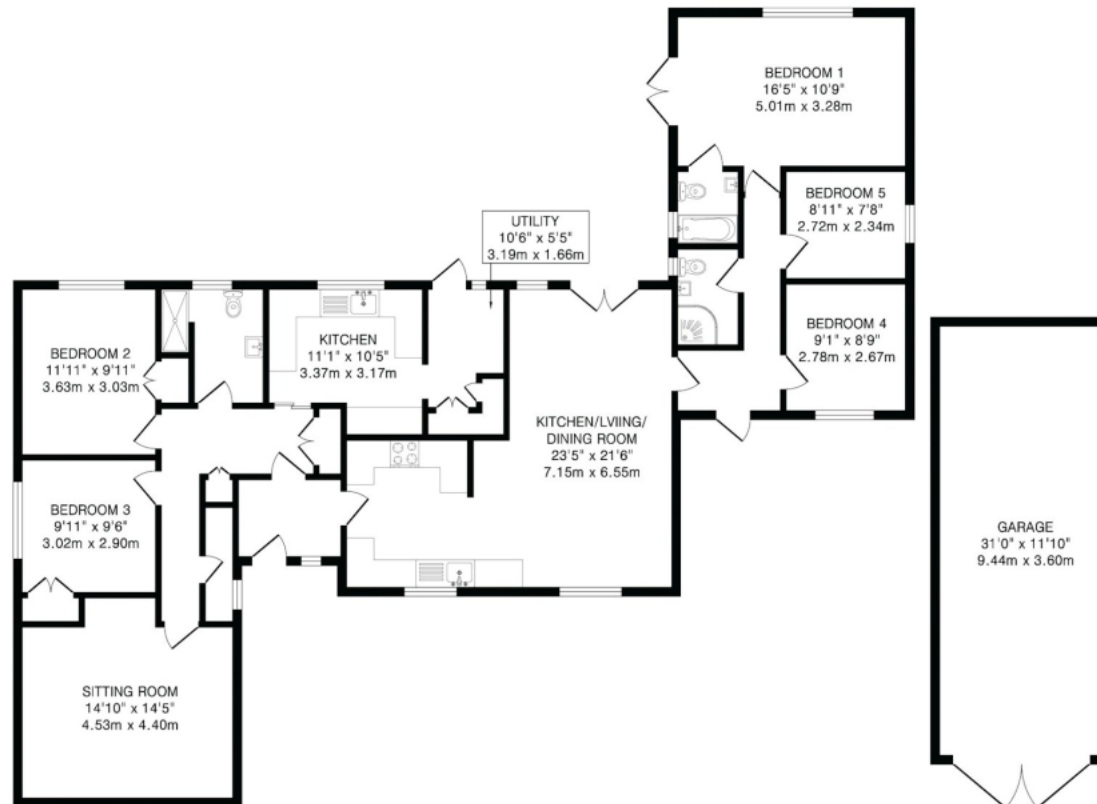 BEDROOM 1
16'5" x 10'9"
5.01m x 3.28m
BEDROOM 5
8'11" x 7'8"
2.72m x 2.34m
UTILITY
10'6" x 5'5"
3.19m x 1.66m
BEDROOM 2
11'11" x 9'11"
3.63m x 3.03m
KITCHEN
11'1" x 10'5"
3.37m x 3.17m
BEDROOM 4
9'1" x 8'9"
2.78m x 2.67m
KITCHEN/LVIING/
DINING ROOM
23'5" x 21'6"
7.15m x 6.55m
BEDROOM 3
9'11" x 9'6"
3.02m x 2.90m
GARAGE
31'0" x 11'10"
9.44m x 3.60m
SITTING ROOM
14'10" x 14'5"
4.53m x 4.40m